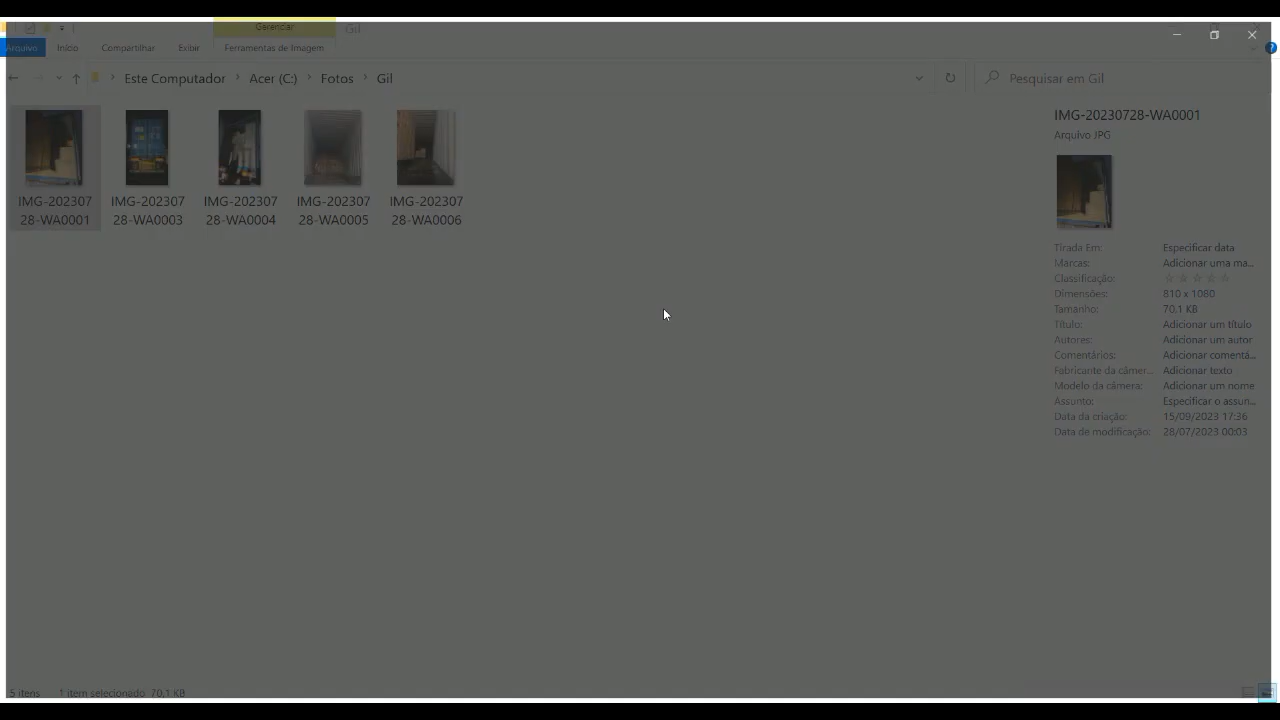 Gerenciar
Gil
Arquivo
Início
Compartilhar
Exibir
Ferramentas de Imagem
Este Computador
Acer (C:)
Fotos
Gil
Pesquisar em Gil
IMG-202307
28-WA0001
IMG-202307
28-WA0003
IMG-202307
28-WA0004
IMG-202307
28-WA0005
IMG-202307
28-WA0006
IMG-20230728-WA0001
Arquivo JPG
Tirada Em: Especificar data
Marcas: Adicionar uma ma...
Classificação: ☆ ☆ ☆ ☆ ☆
Dimensões: 810 x 1080
Tamanho: 70,1 KB
Título: Adicionar um título
Autores: Adicionar um autor
Comentários: Adicionar comentá...
Fabricante da câmer... Adicionar texto
Modelo da câmera: Adicionar um nome
Assunto: Especificar o assun...
Data da criação: 15/09/2023 17:36
Data de modificação: 28/07/2023 00:03
5 itens
1 item selecionado 70,1 KB